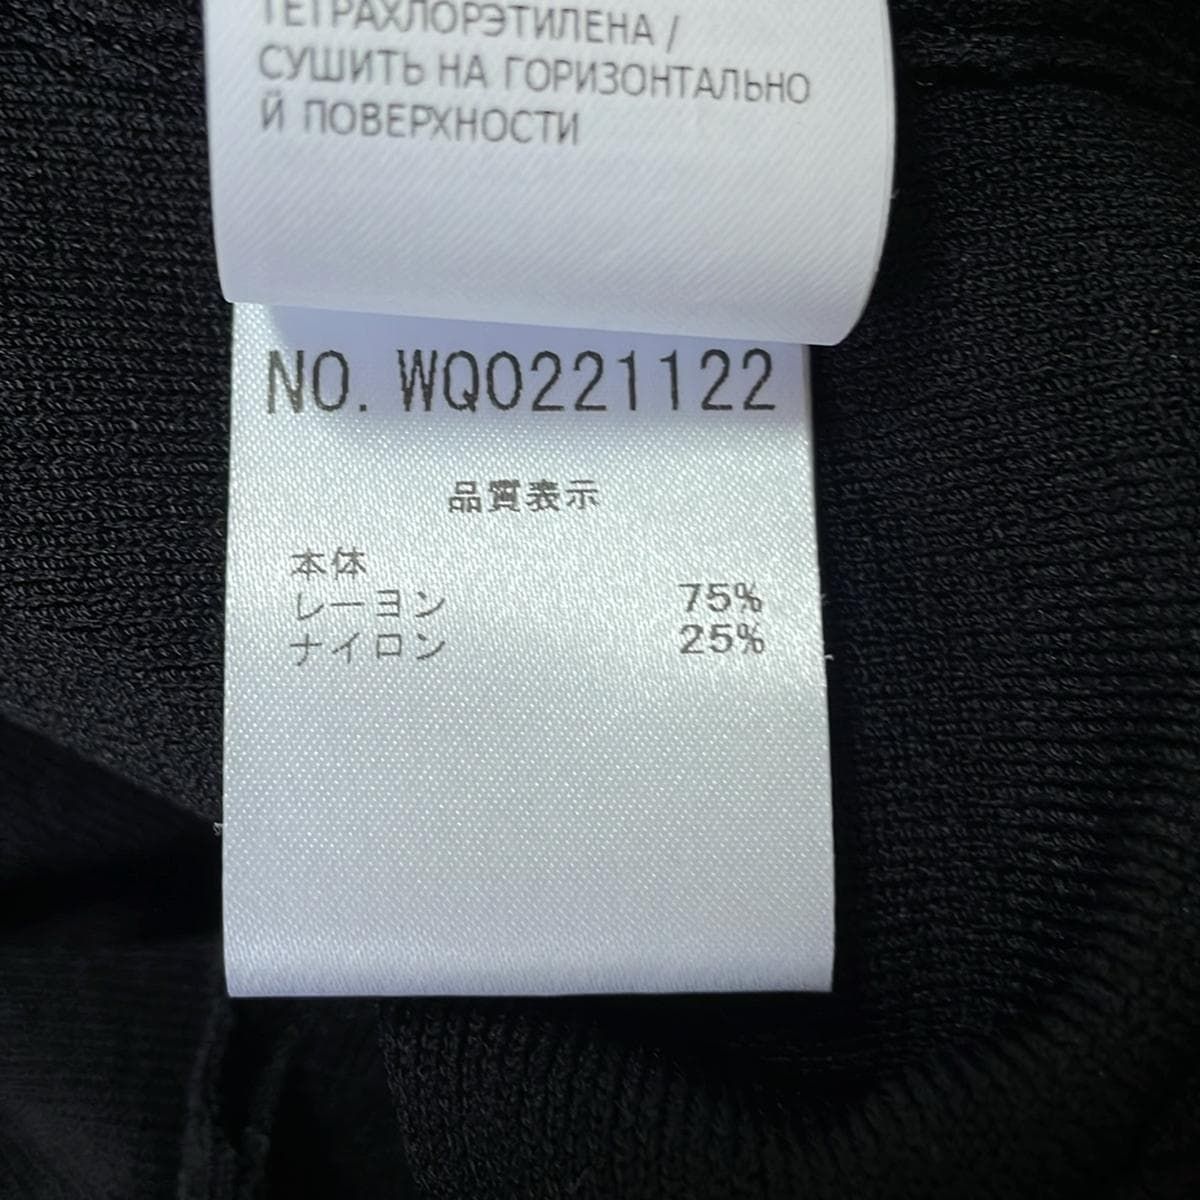 ТЕТРАХЛОРЭТИЛЕНА /
СУШИТЬ НА ГОРИЗОНТАЛЬНО
Й ПОВЕРХНОСТИ
NO. WQ0221122
品質表示
本体
レーヨン 75%
ナイロン 25%